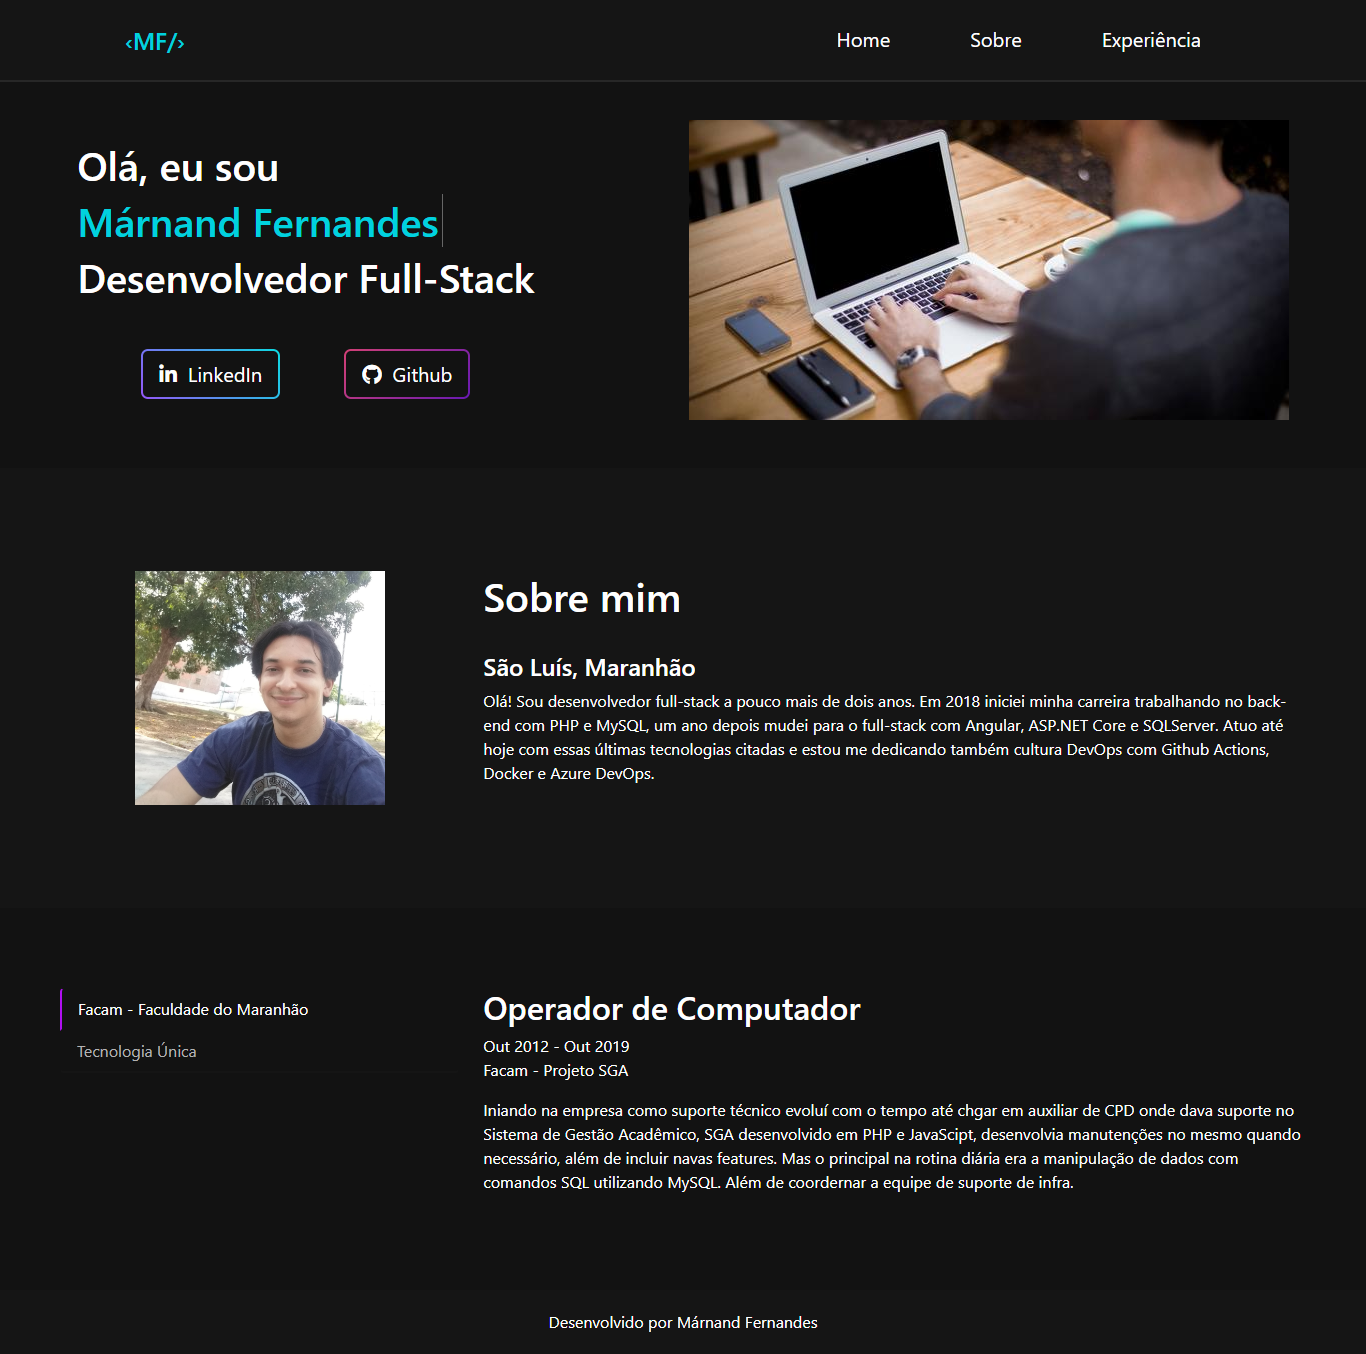 ‹MF/›
Home
Sobre
Experiência
Olá, eu sou
Márnand Fernandes
Desenvolvedor Full-Stack
LinkedIn
Github
Sobre mim
São Luís, Maranhão
Olá! Sou desenvolvedor full-stack a pouco mais de dois anos. Em 2018 iniciei minha carreira trabalhando no back-
end com PHP e MySQL, um ano depois mudei para o full-stack com Angular, ASP.NET Core e SQLServer. Atuo até
hoje com essas últimas tecnologias citadas e estou me dedicando também cultura DevOps com Github Actions,
Docker e Azure DevOps.
Facam - Faculdade do Maranhão
Tecnologia Única
Operador de Computador
Out 2012 - Out 2019
Facam - Projeto SGA
Iniando na empresa como suporte técnico evoluí com o tempo até chgar em auxiliar de CPD onde dava suporte no
Sistema de Gestão Acadêmico, SGA desenvolvido em PHP e JavaScipt, desenvolvia manutenções no mesmo quando
necessário, além de incluir navas features. Mas o principal na rotina diária era a manipulação de dados com
comandos SQL utilizando MySQL. Além de coordernar a equipe de suporte de infra.
Desenvolvido por Márnand Fernandes